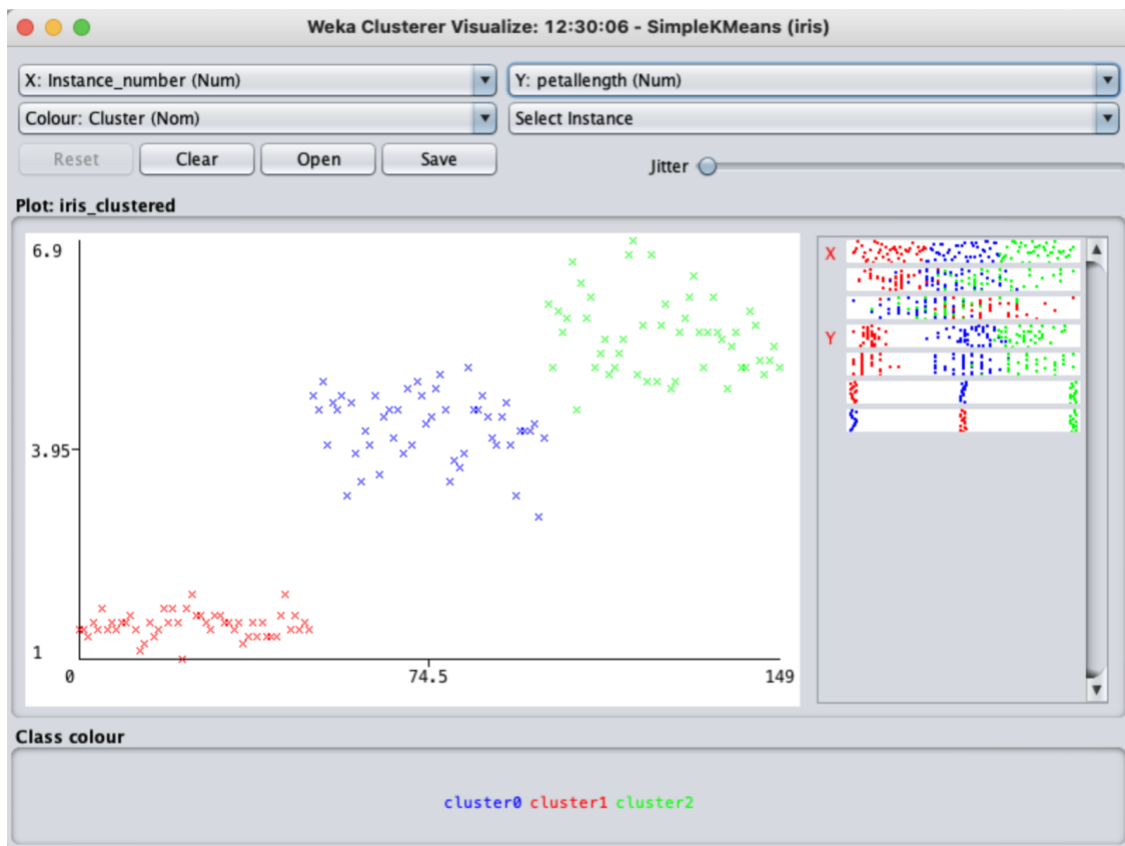 Weka Clusterer Visualize: 12:30:06 - SimpleKMeans (iris)
X: Instance_number (Num) Y: petallength (Num)
Colour: Cluster (Nom) Select Instance
Reset Clear Open Save Jitter
Plot: iris_clustered
6.9
X
Y
3.95
1
0 74.5 149
Class colour
cluster0 cluster1 cluster2